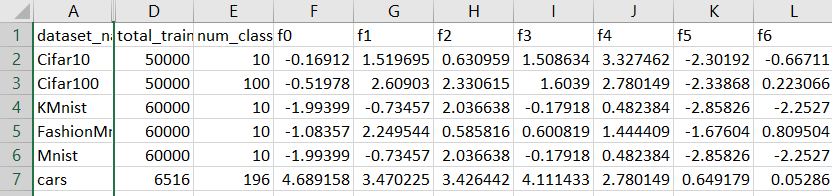 A D E F G H I J K L
1 dataset_na total_train num_class f0 f1 f2 f3 f4 f5 f6
2 Cifar10 50000 10 -0.16912 1.519695 0.630959 1.508634 3.327462 -2.30192 -0.66711
3 Cifar100 50000 100 -0.51978 2.60903 2.330615 1.6039 2.780149 -2.33868 0.223066
4 KMnist 60000 10 -1.99399 -0.73457 2.036638 -0.17918 0.482384 -2.85826 -2.2527
5 FashionMn 60000 10 -1.08357 2.249544 0.585816 0.600819 1.444409 -1.67604 0.809504
6 Mnist 60000 10 -1.99399 -0.73457 2.036638 -0.17918 0.482384 -2.85826 -2.2527
7 cars 6516 196 4.689158 3.470225 3.426442 4.111433 2.780149 0.649179 0.05286